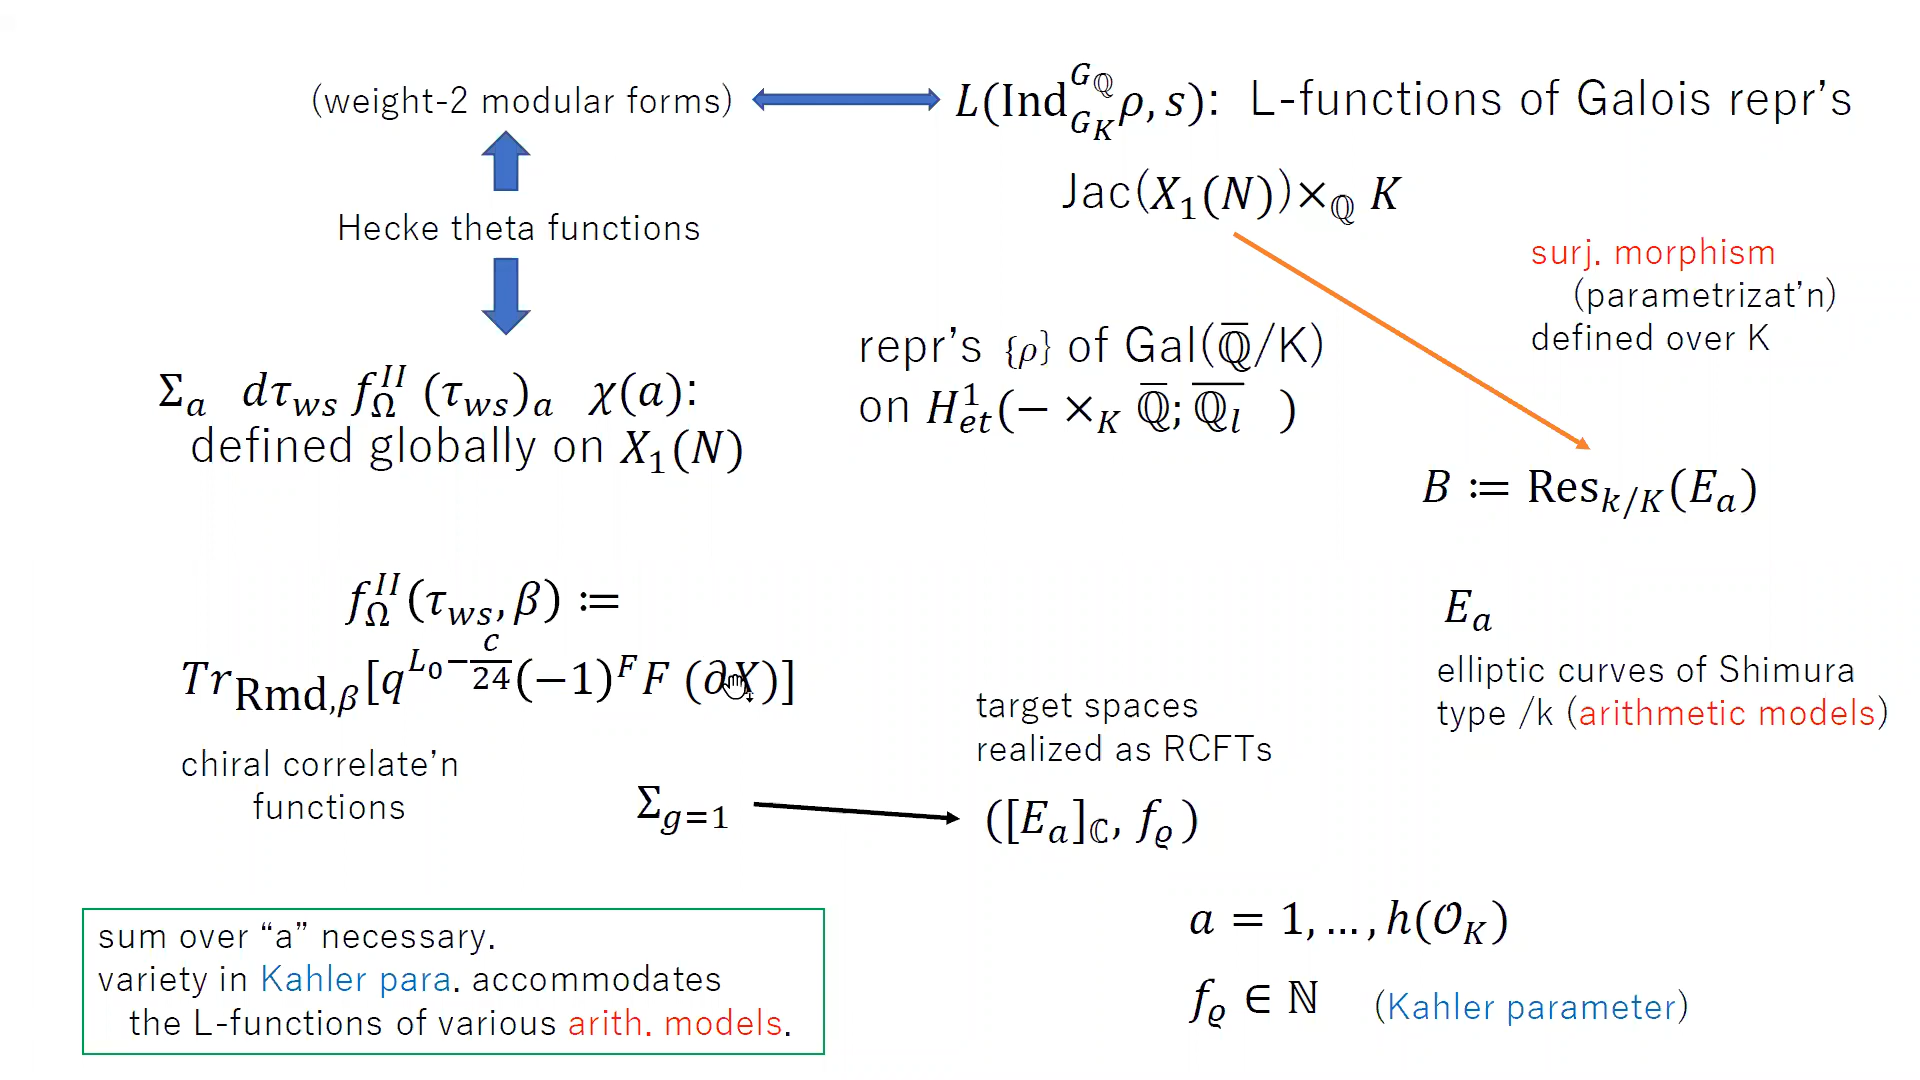 (weight-2 modular forms)
L(Ind_{G_K}^{G_ℚ} ρ, s): L-functions of Galois repr's
Jac(X_1(N))×_ℚ K
Hecke theta functions
surj. morphism
(parametrizat'n)
defined over K
repr's {ρ} of Gal(ℚ̅/K)
on H^1_{et}(− ×_K ℚ̅; ℚ̅_l )
Σ_a dτ_{ws} f_Ω^{II} (τ_{ws})_a χ(a):
defined globally on X_1(N)
B ≔ Res_{k/K}(E_a)
f_Ω^{II}(τ_{ws}, β) ≔
Tr_{Rmd,β}[q^{L_0−\frac{c}{24}}(−1)^F F (∂X)]
E_a
elliptic curves of Shimura
type /k (arithmetic models)
target spaces
realized as RCFTs
chiral correlate'n
functions
Σ_{g=1}
([E_a]_ℂ, f_ϱ)
sum over “a” necessary.
variety in Kahler para. accommodates
the L-functions of various arith. models.
a = 1, … , h(𝒪_K)
f_ϱ ∈ ℕ (Kahler parameter)